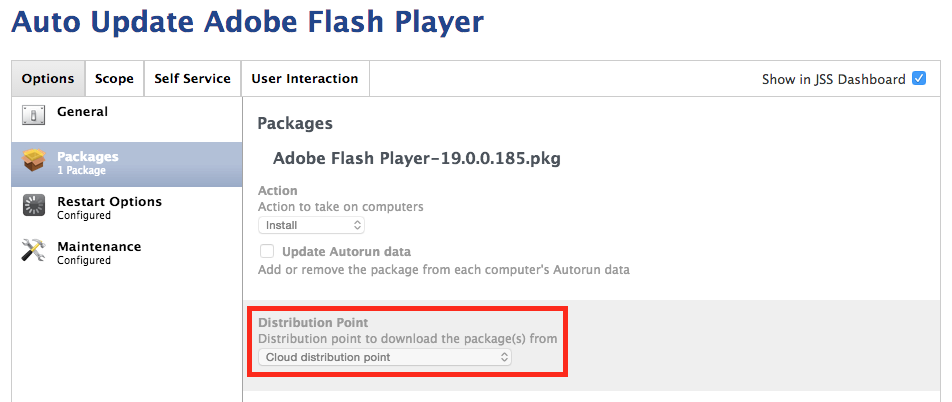 Auto Update Adobe Flash Player
Options Scope Self Service User Interaction Show in JSS Dashboard
General
Packages
1 Package
Restart Options
Configured
Maintenance
Configured
Packages
Adobe Flash Player-19.0.0.185.pkg
Action
Action to take on computers
Install
Update Autorun data
Add or remove the package from each computer's Autorun data
Distribution Point
Distribution point to download the package(s) from
Cloud distribution point